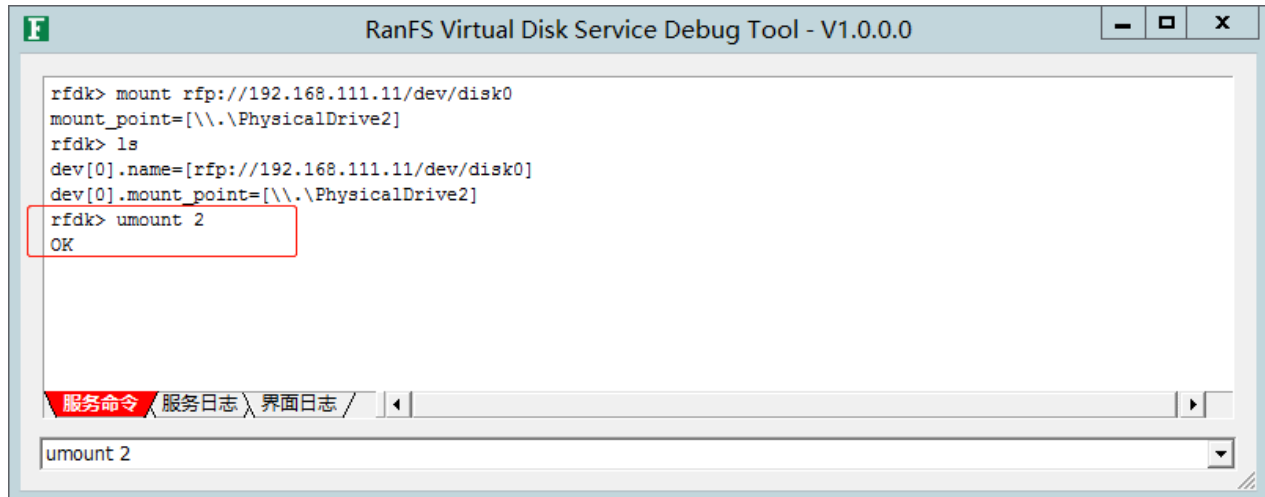 F RanFS Virtual Disk Service Debug Tool - V1.0.0.0
rfdk> mount rfp://192.168.111.11/dev/disk0
mount_point=[\\.\PhysicalDrive2]
rfdk> ls
dev[0].name=[rfp://192.168.111.11/dev/disk0]
dev[0].mount_point=[\\.\PhysicalDrive2]
rfdk> umount 2
OK
服务命令 服务日志 界面日志
umount 2